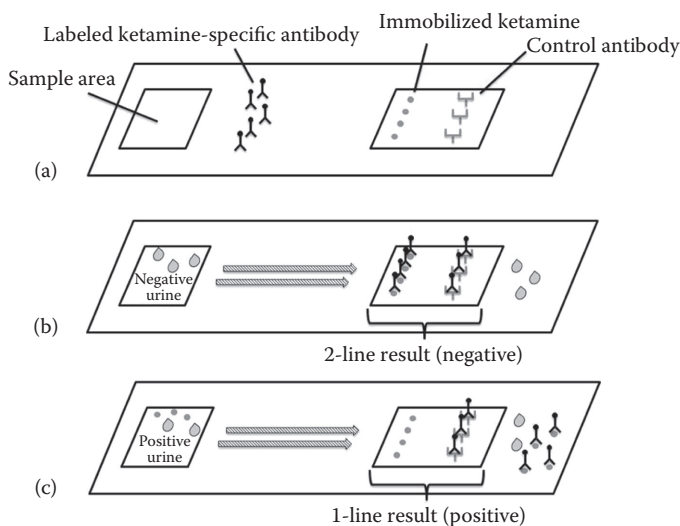 Labeled ketamine-specific antibody
Immobilized ketamine
Control antibody
Sample area
(a)
Negative
urine
(b)
2-line result (negative)
Positive
urine
(c)
1-line result (positive)